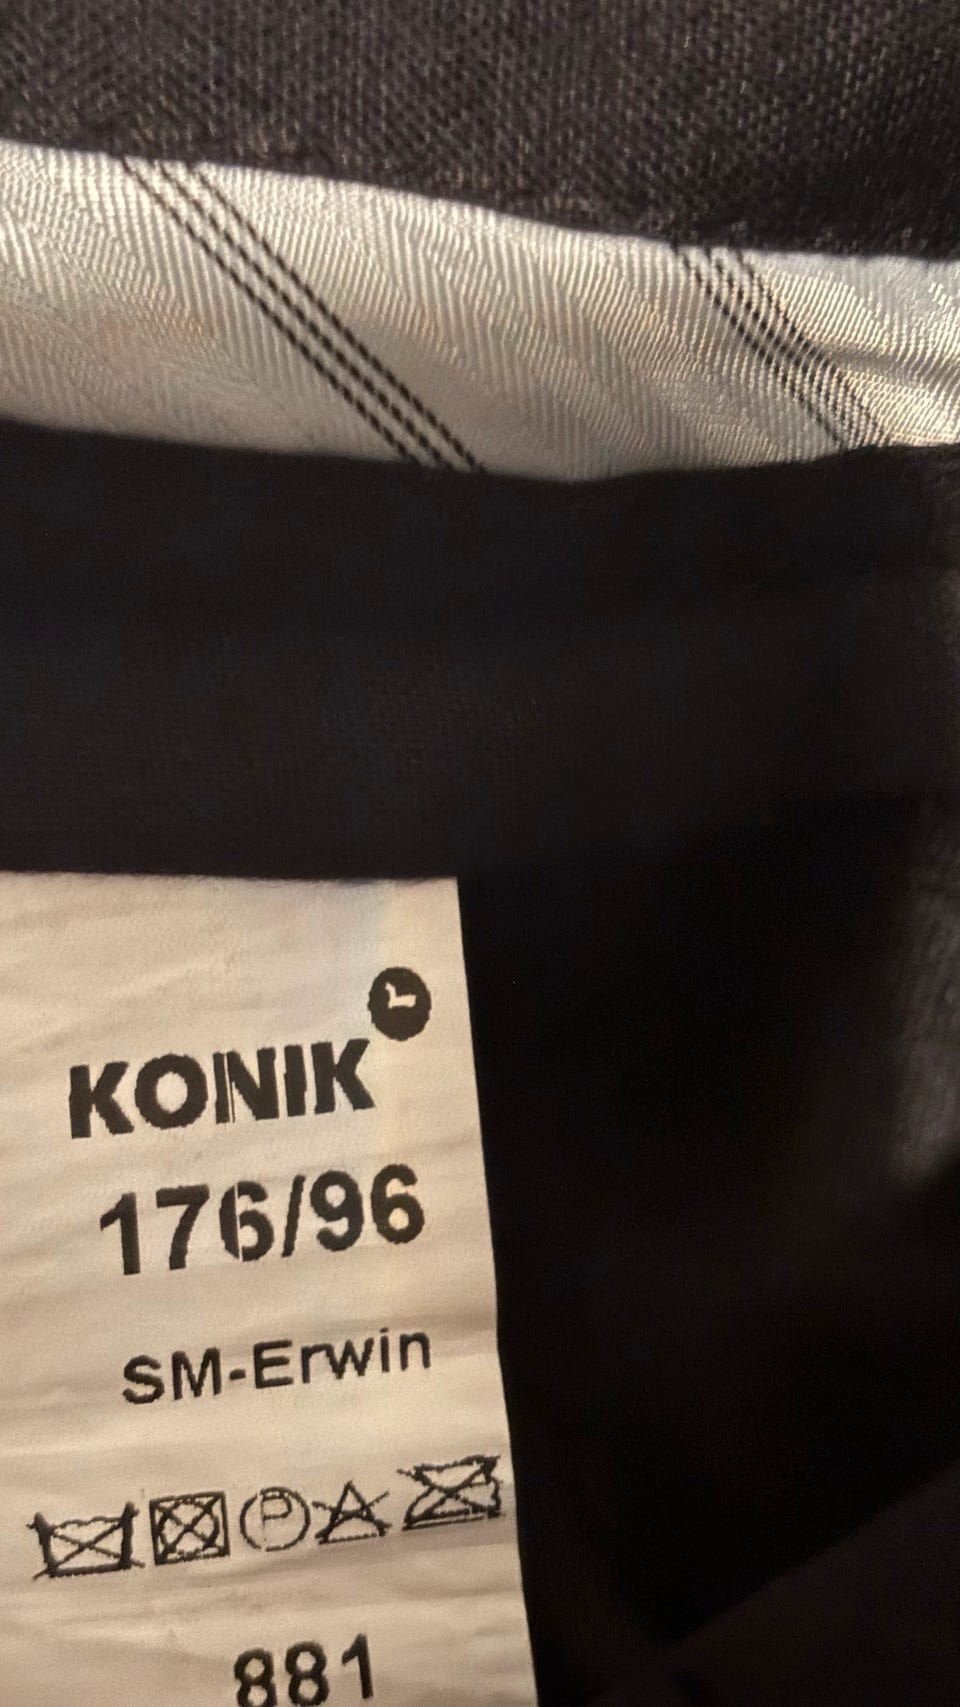 KONIK
176/96
SM-Erwin
P
881